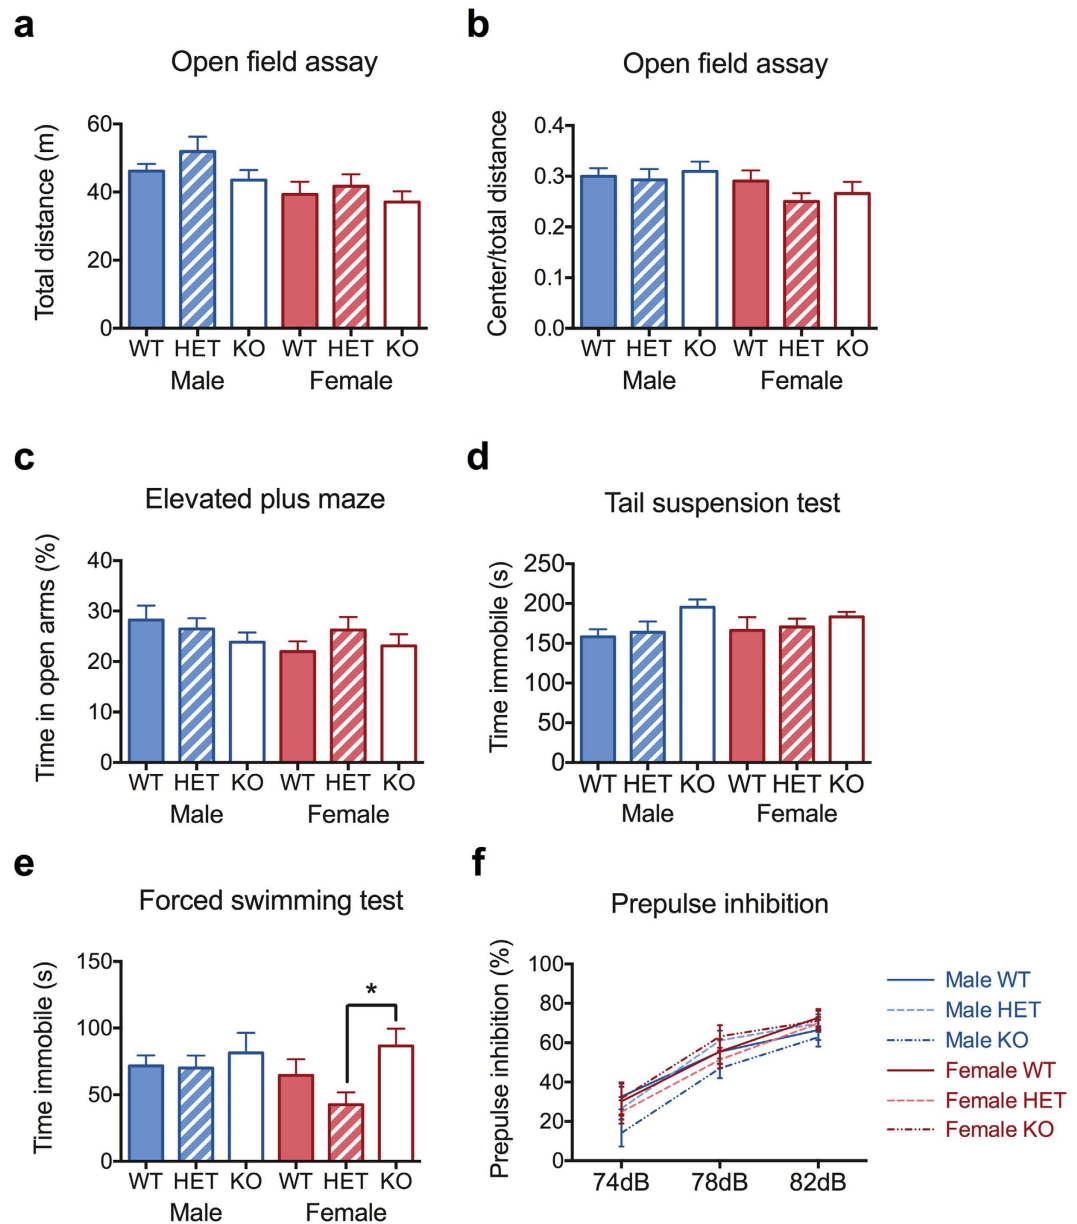 a
Open field assay
Total distance (m)
60
40
20
0
WT HET KO WT HET KO
Male Female
b
Open field assay
Center/total distance
0.4
0.3
0.2
0.1
0.0
WT HET KO WT HET KO
Male Female
c
Elevated plus maze
Time in open arms (%)
40
30
20
10
0
WT HET KO WT HET KO
Male Female
d
Tail suspension test
Time immobile (s)
250
200
150
100
50
0
WT HET KO WT HET KO
Male Female
e
Forced swimming test
Time immobile (s)
150
100
50
0
*
WT HET KO WT HET KO
Male Female
f
Prepulse inhibition
Prepulse inhibition (%)
100
80
60
40
20
0
74dB 78dB 82dB
Male WT
Male HET
Male KO
Female WT
Female HET
Female KO